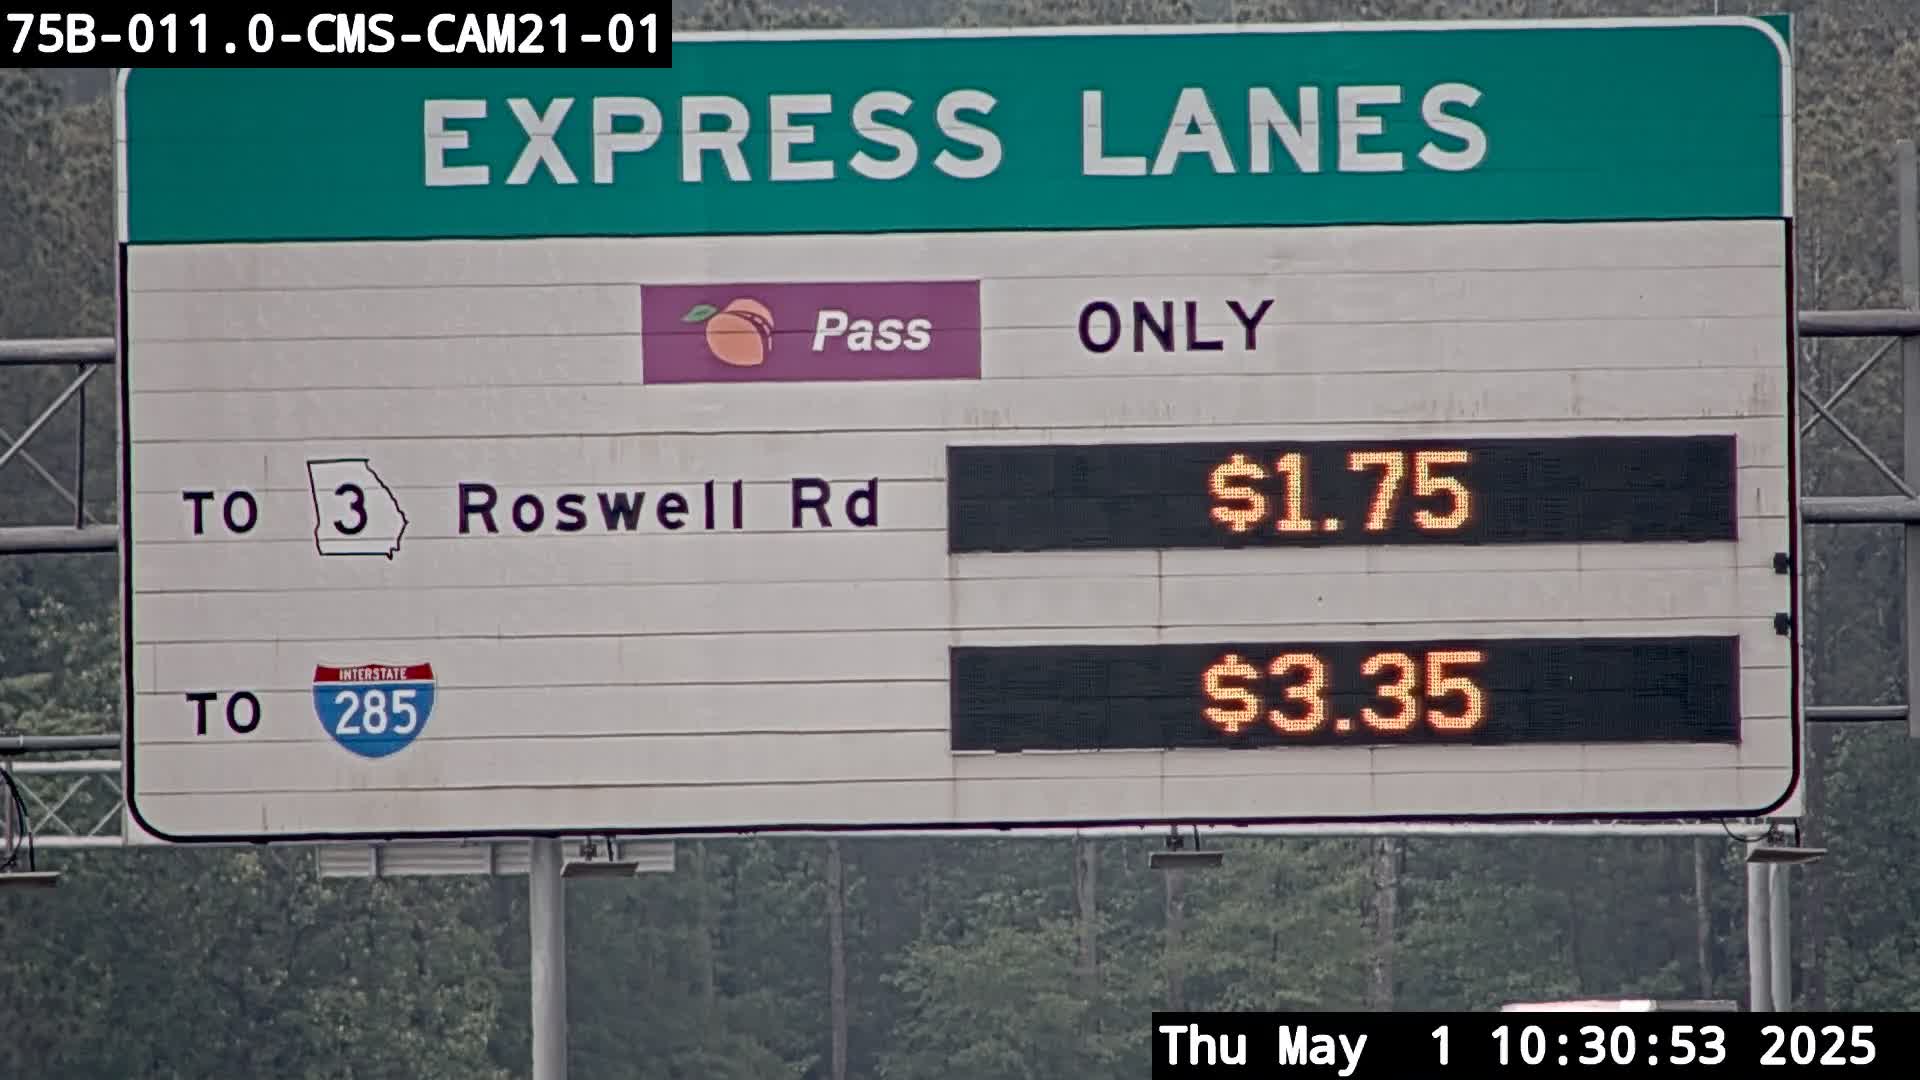 75B-011.0-CMS-CAM21-01
EXPRESS LANES
Pass ONLY
TO 3 Roswell Rd $1.75
INTERSTATE
TO 285 $3.35
Thu May 1 10:30:53 2025